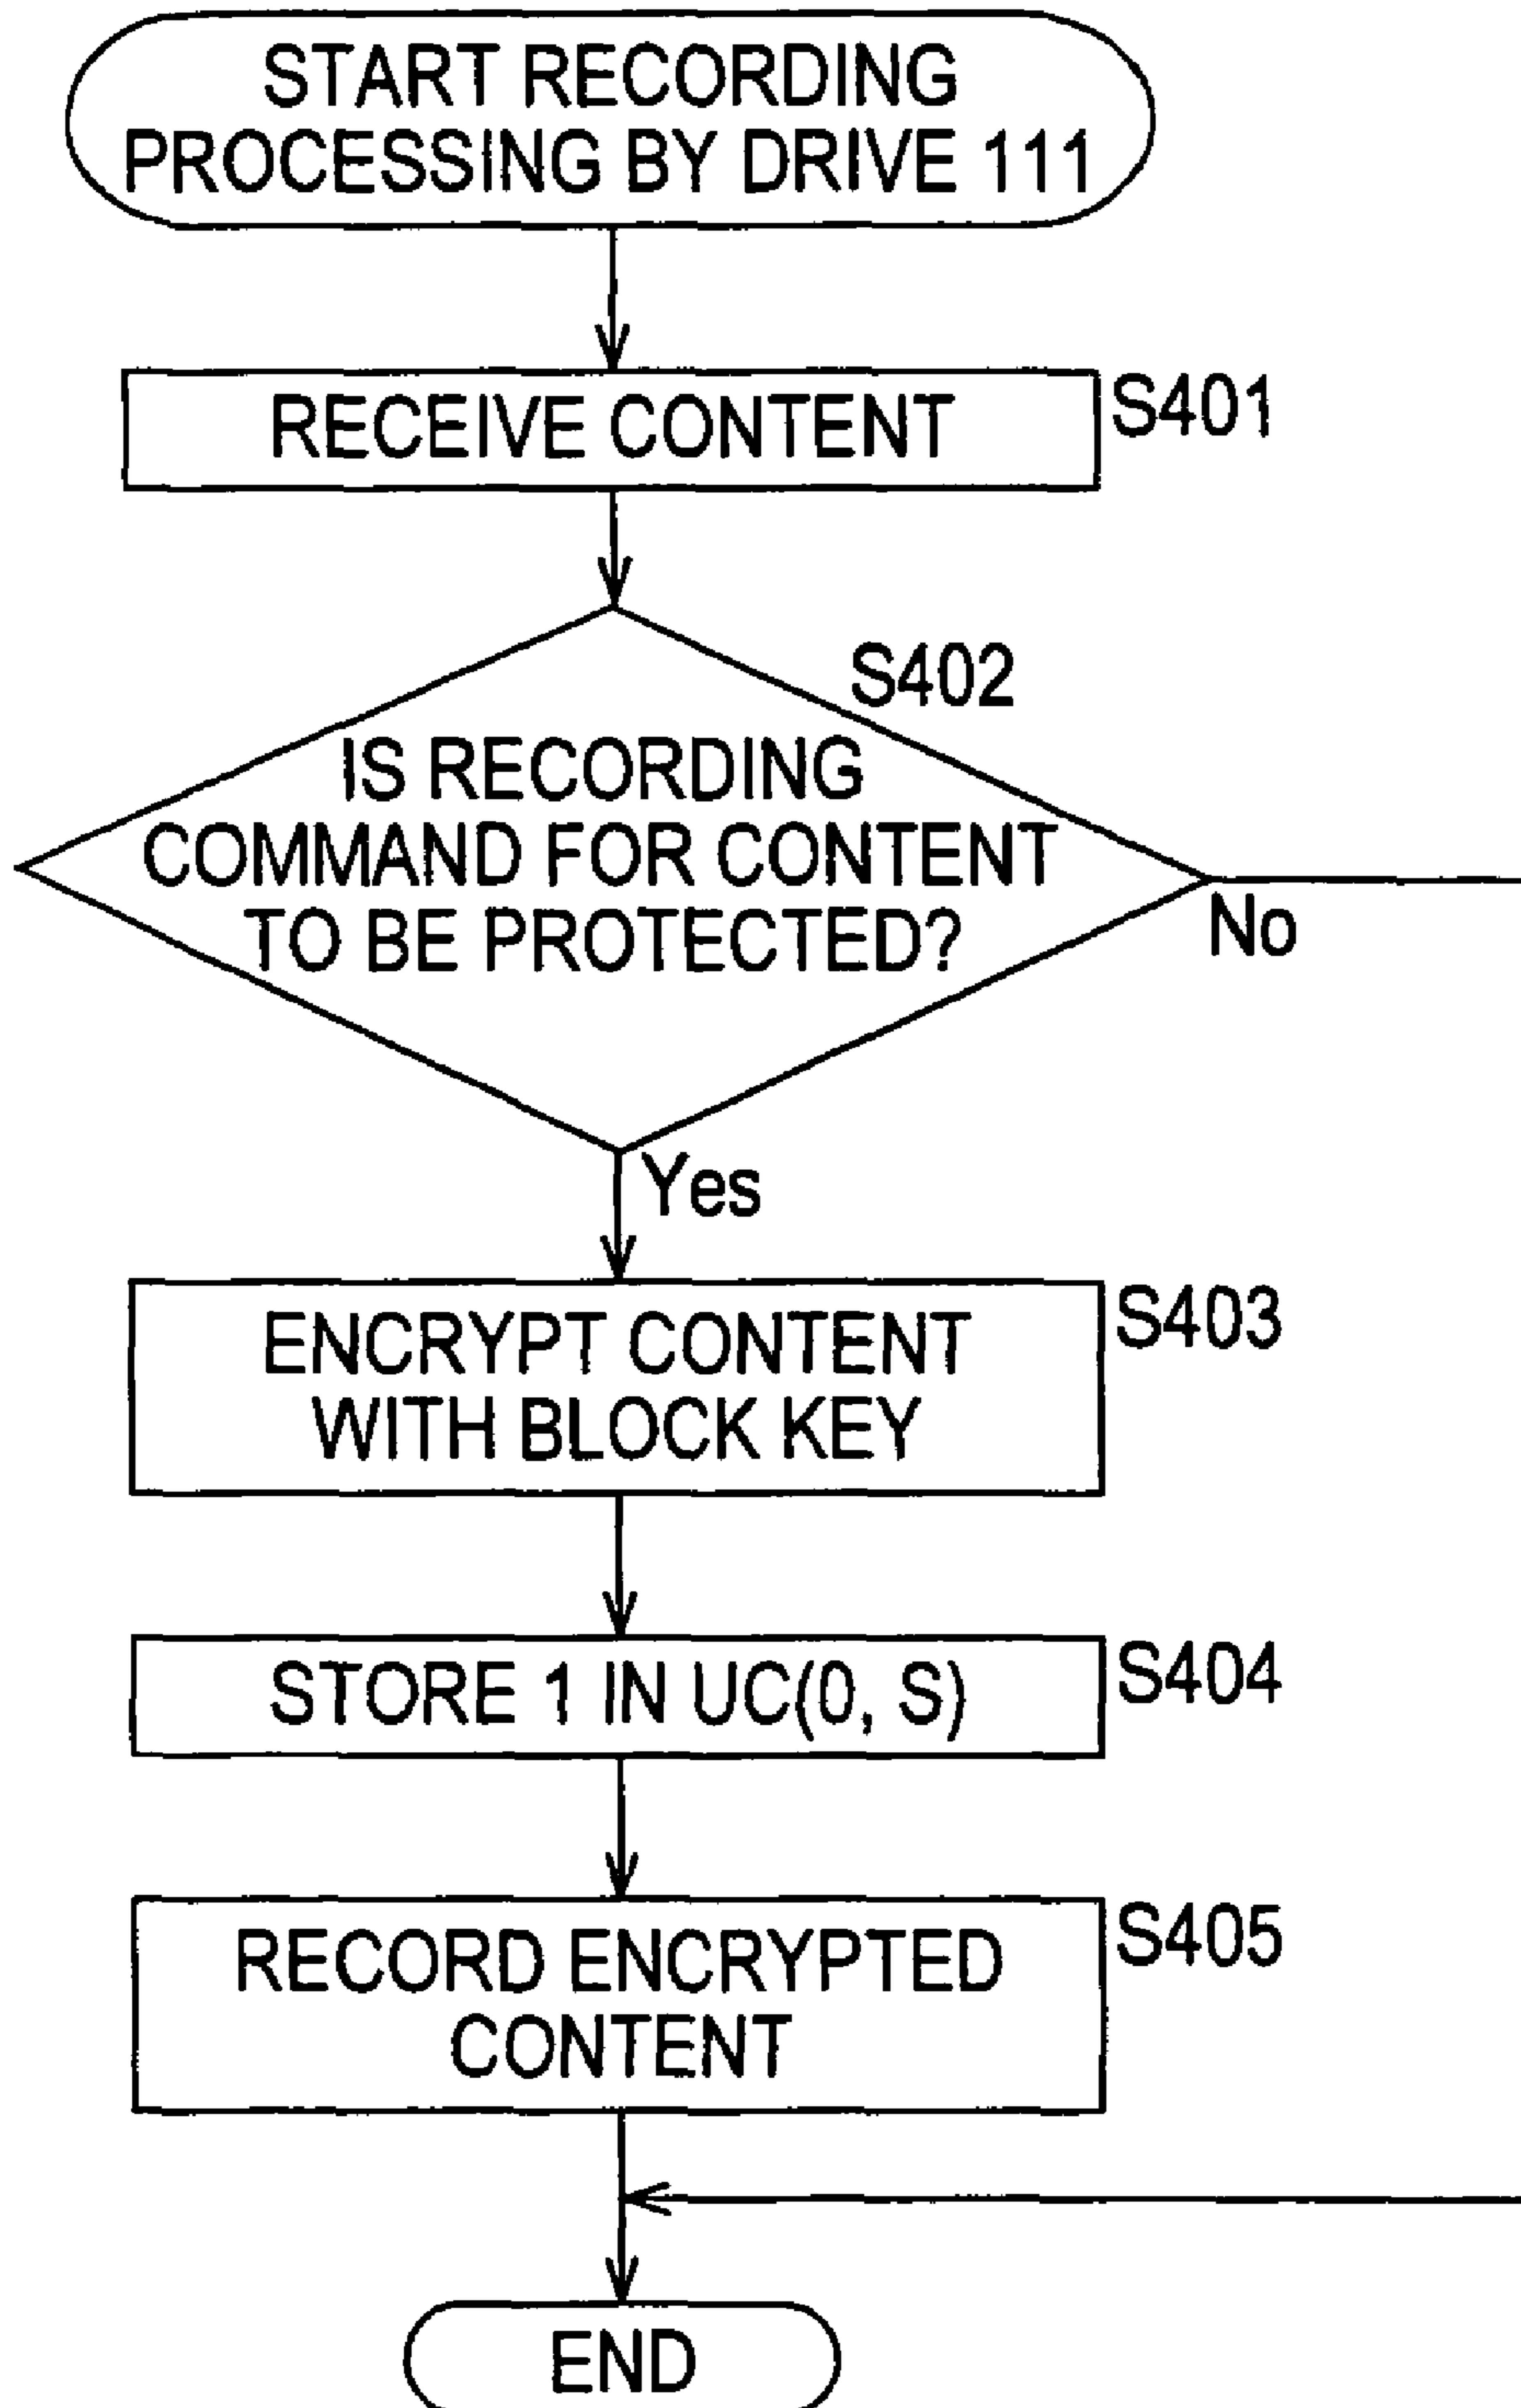 START RECORDING
PROCESSING BY DRIVE 111
RECEIVE CONTENT
S401
S402
IS RECORDING
COMMAND FOR CONTENT
TO BE PROTECTED?
No
Yes
ENCRYPT CONTENT
WITH BLOCK KEY
S403
STORE 1 IN UC(0, S)
S404
RECORD ENCRYPTED
CONTENT
S405
END